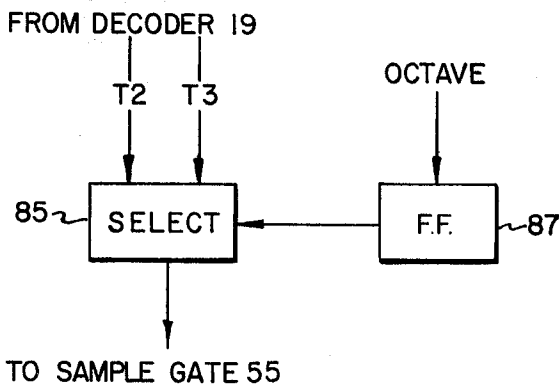 FROM DECODER 19
T2 T3
OCTAVE
85 SELECT
F.F. 87
TO SAMPLE GATE 55